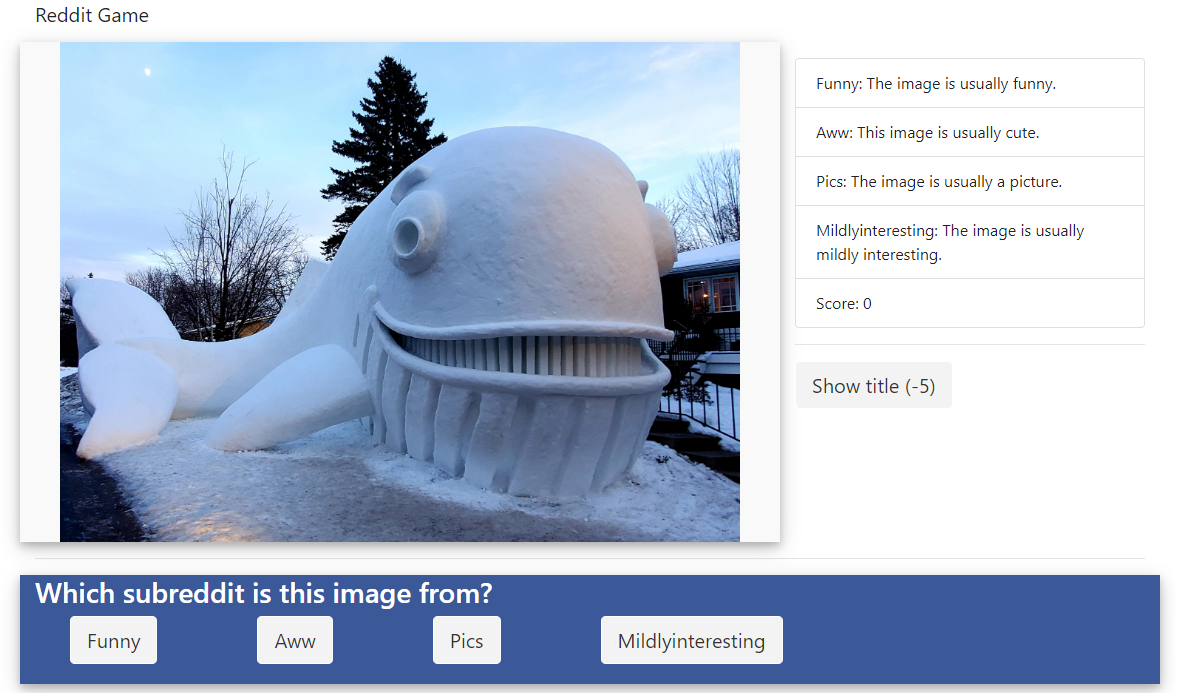 Reddit Game
Funny: The image is usually funny.
Aww: This image is usually cute.
Pics: The image is usually a picture.
Mildlyinteresting: The image is usually
mildly interesting.
Score: 0
Show title (-5)
Which subreddit is this image from?
Funny
Aww
Pics
Mildlyinteresting